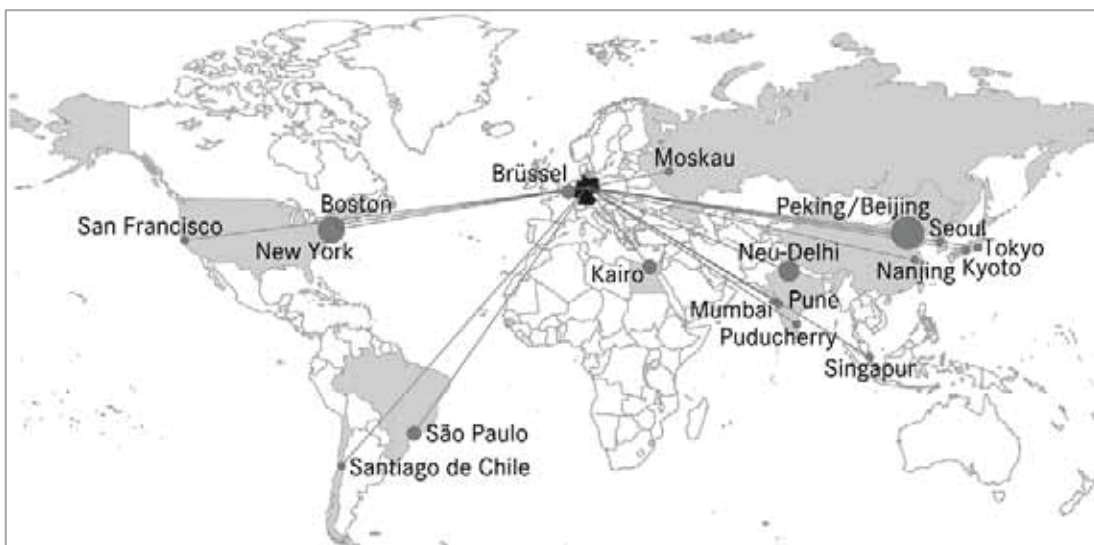 Moskau
Brüssel
Boston
San Francisco
New York
Peking/Beijing
Seoul
Tokyo
Neu-Delhi
Kairo
Nanjing
Kyoto
Mumbai
Pune
Puducherry
Singapur
São Paulo
Santiago de Chile